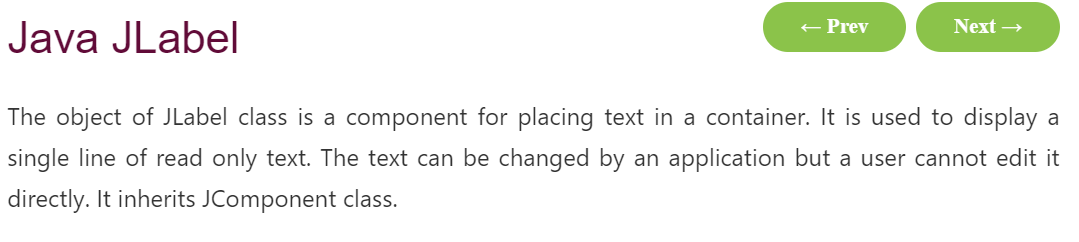 Java JLabel
← Prev
Next →
The object of JLabel class is a component for placing text in a container. It is used to display a
single line of read only text. The text can be changed by an application but a user cannot edit it
directly. It inherits JComponent class.